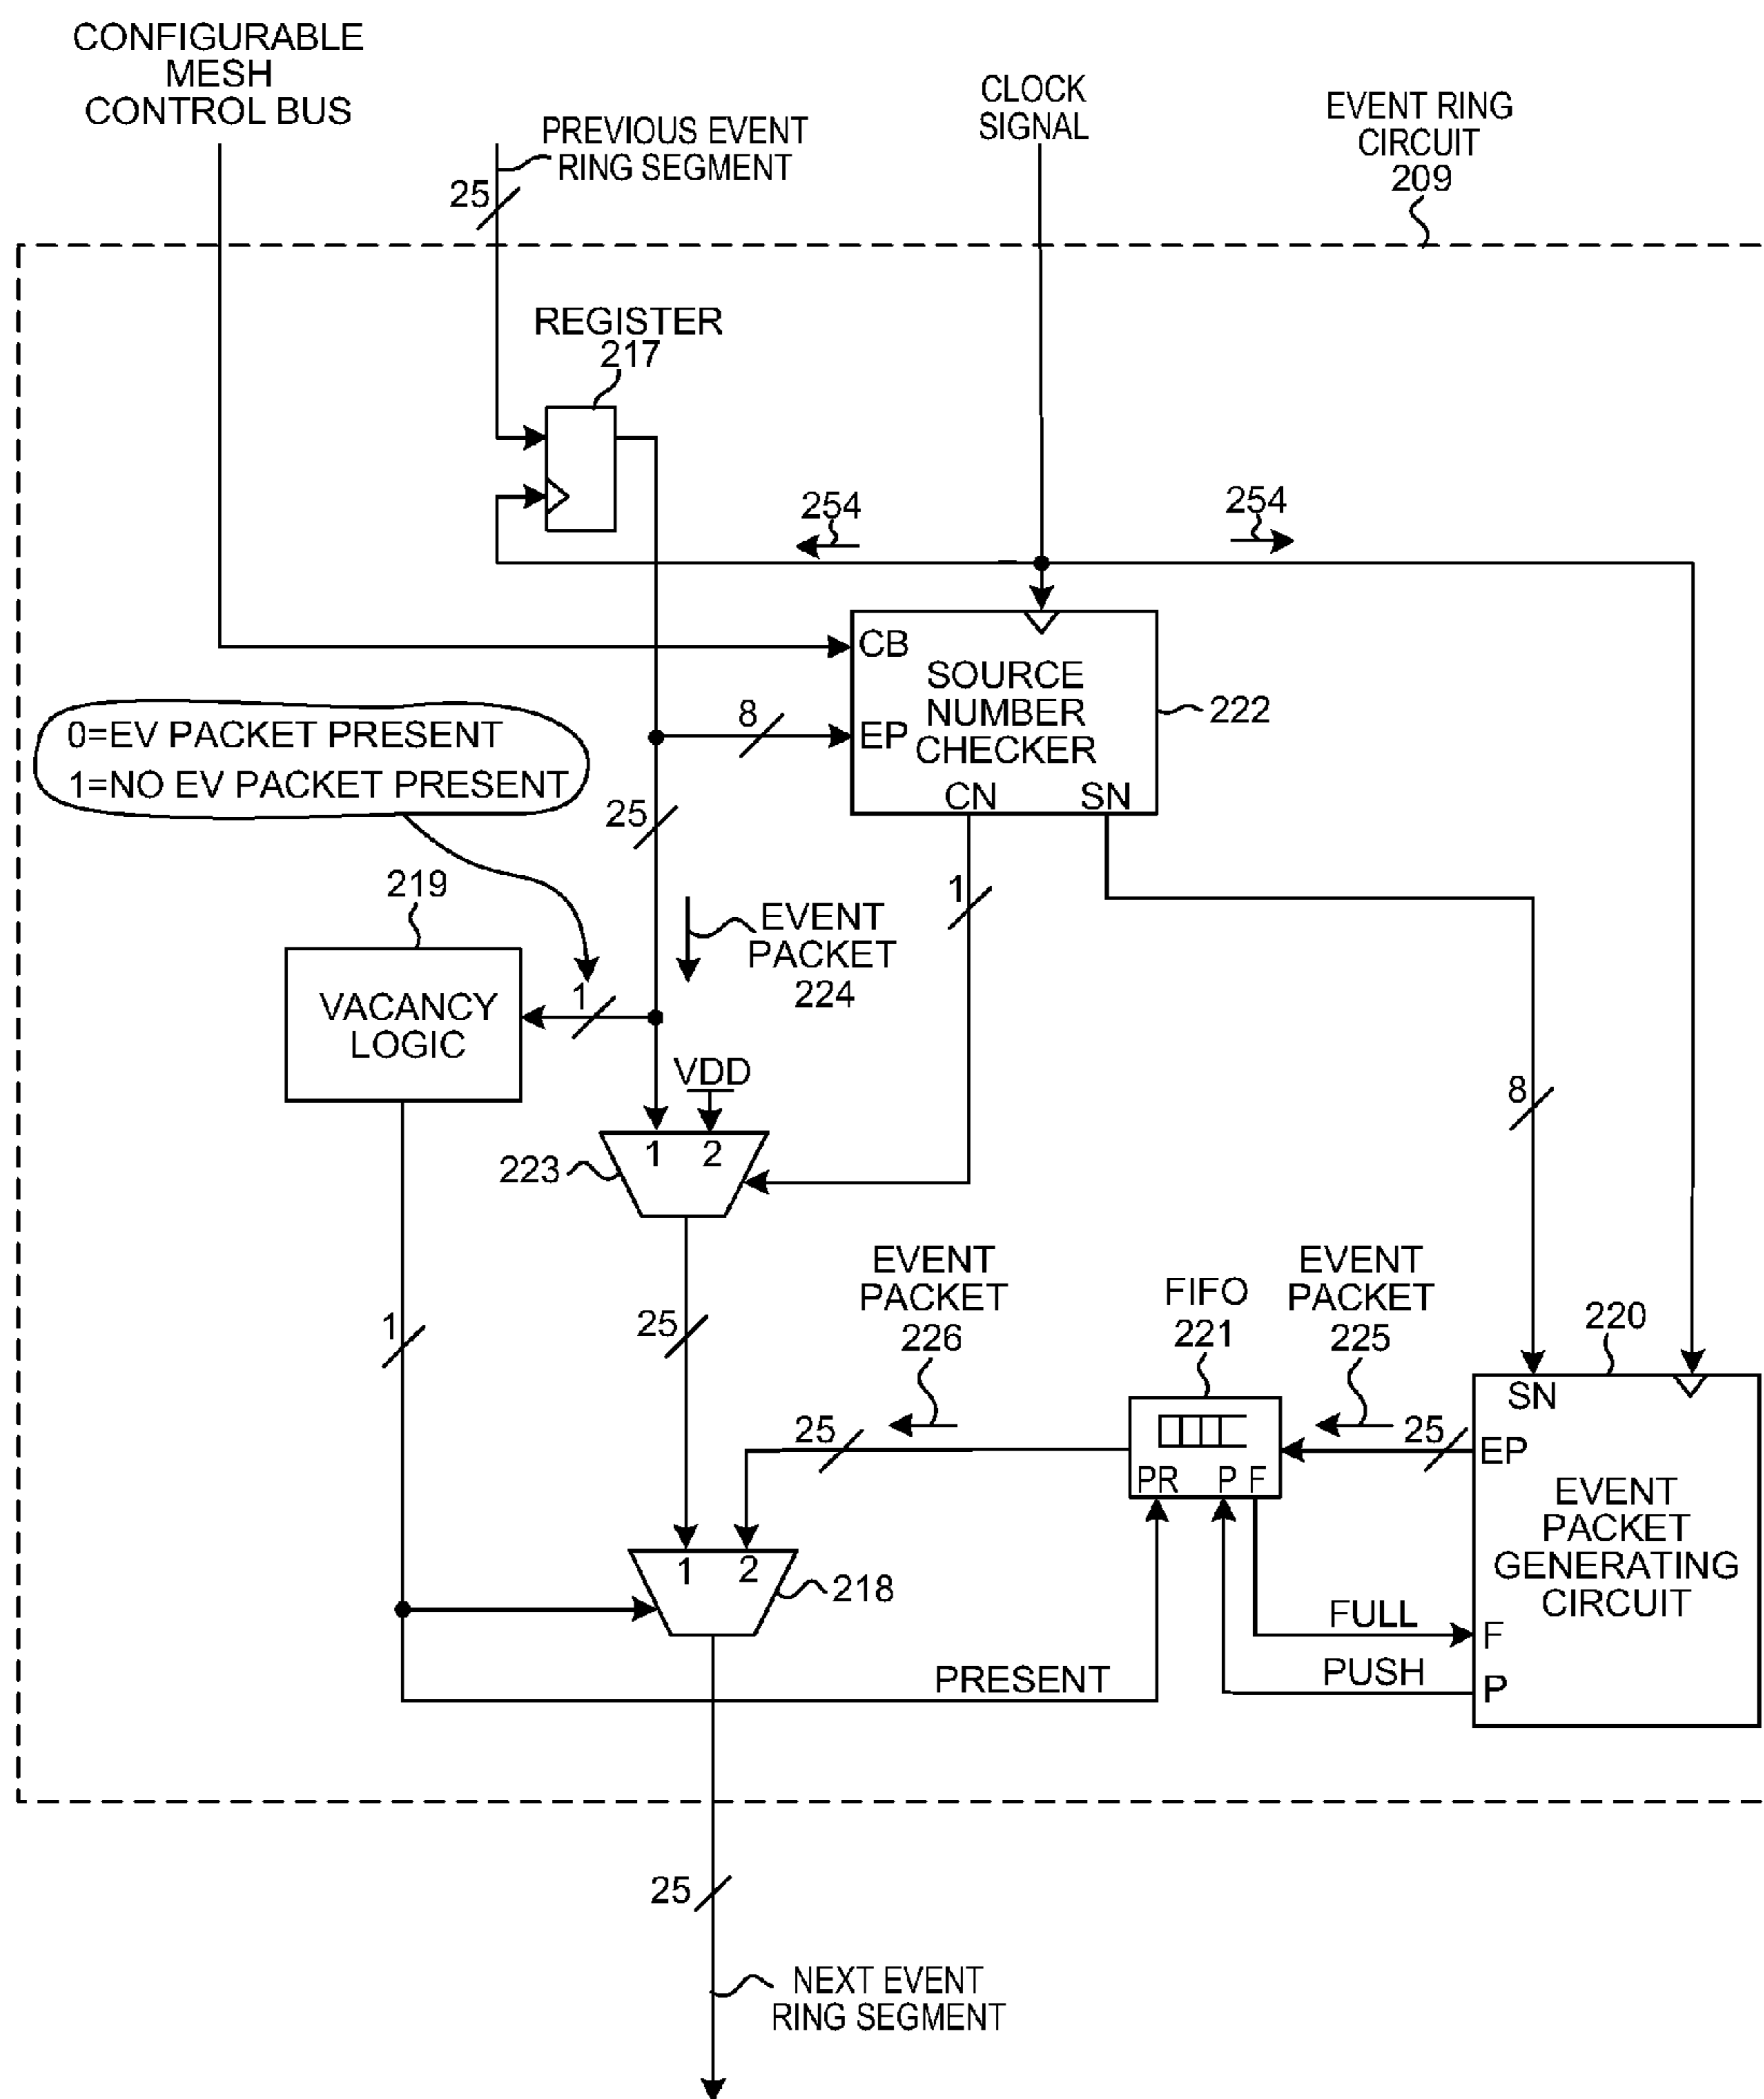 CONFIGURABLE
MESH
CONTROL BUS
PREVIOUS EVENT
RING SEGMENT
25
CLOCK
SIGNAL
EVENT RING
CIRCUIT
209
REGISTER
217
254
254
CB
SOURCE
NUMBER
CHECKER
EP
CN
SN
222
8
0=EV PACKET PRESENT
1=NO EV PACKET PRESENT
25
1
219
EVENT
PACKET
224
VACANCY
LOGIC
1
VDD
8
1
2
223
EVENT
PACKET
226
FIFO
221
EVENT
PACKET
225
220
1
25
25
PR
P
F
25
SN
EP
EVENT
PACKET
GENERATING
CIRCUIT
F
P
1
2
218
FULL
PUSH
PRESENT
25
NEXT EVENT
RING SEGMENT